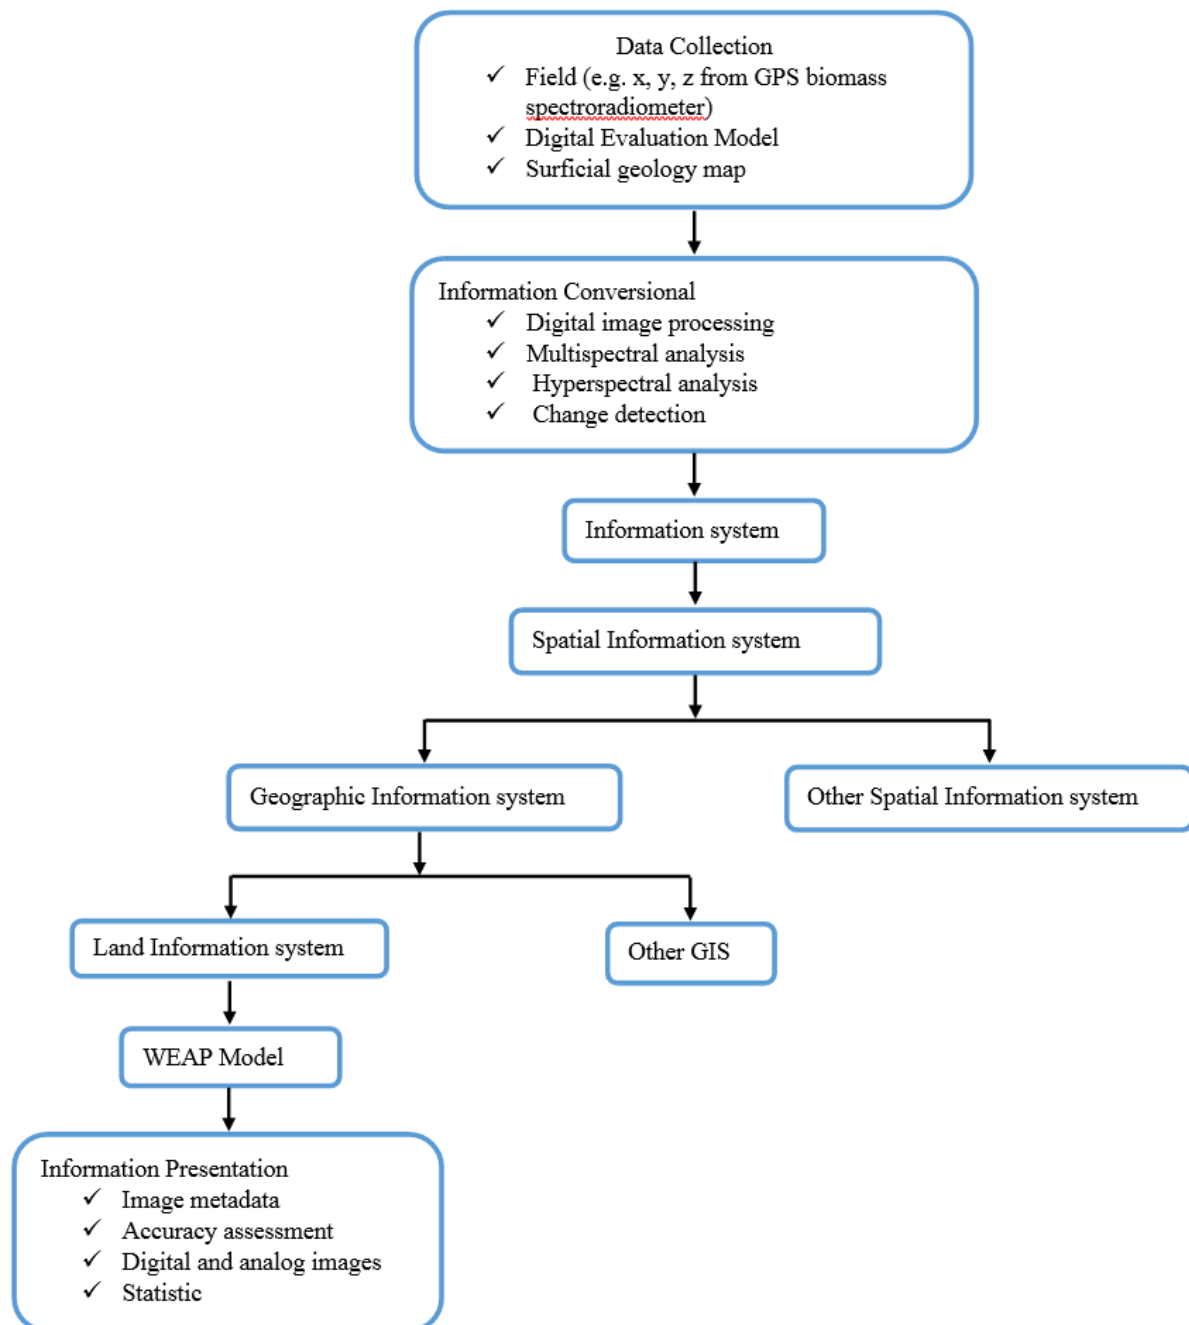 Data Collection
✓ Field (e.g. x, y, z from GPS biomass
spectroradiometer)
✓ Digital Evaluation Model
✓ Surficial geology map
Information Conversional
✓ Digital image processing
✓ Multispectral analysis
✓ Hyperspectral analysis
✓ Change detection
Information system
Spatial Information system
Geographic Information system
Other Spatial Information system
Land Information system
Other GIS
WEAP Model
Information Presentation
✓ Image metadata
✓ Accuracy assessment
✓ Digital and analog images
✓ Statistic